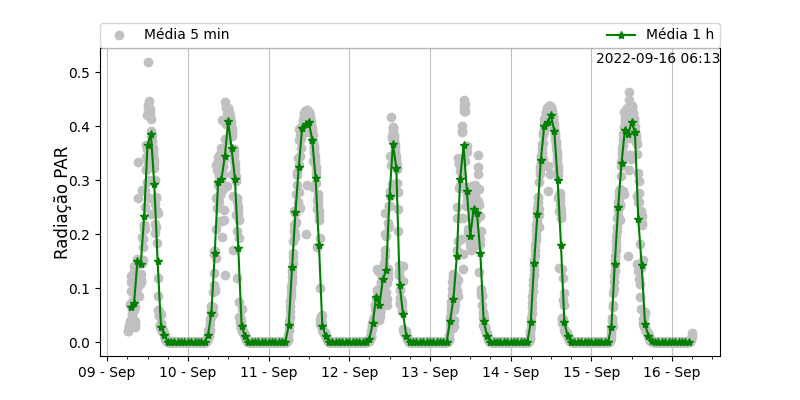 Média 5 min
Média 1 h
2022-09-16 06:13
Radiação PAR
0.5
0.4
0.3
0.2
0.1
0.0
09 - Sep
10 - Sep
11 - Sep
12 - Sep
13 - Sep
14 - Sep
15 - Sep
16 - Sep